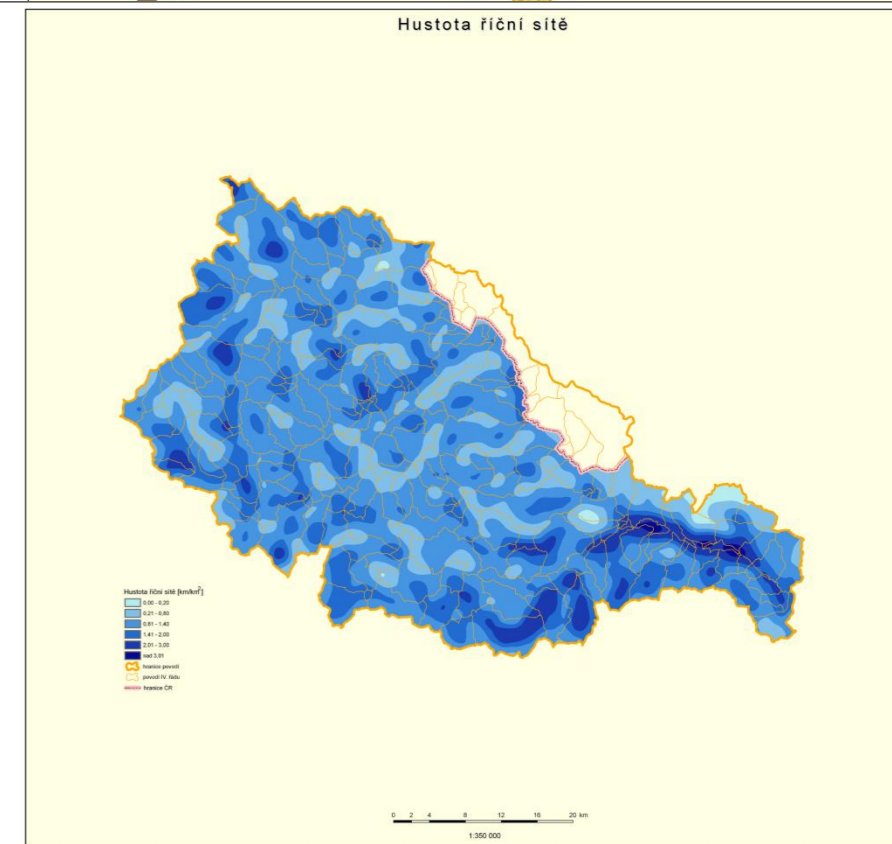 Hustota říční sítě
Hustota říční sítě [km/km²]
0,00 - 0,20
0,21 - 0,80
0,81 - 1,40
1,41 - 2,00
2,01 - 3,00
nad 3,01
hranice povodí
povodí IV. řádu
hranice ČR
0 2 4 8 12 16 20 km
1:350 000